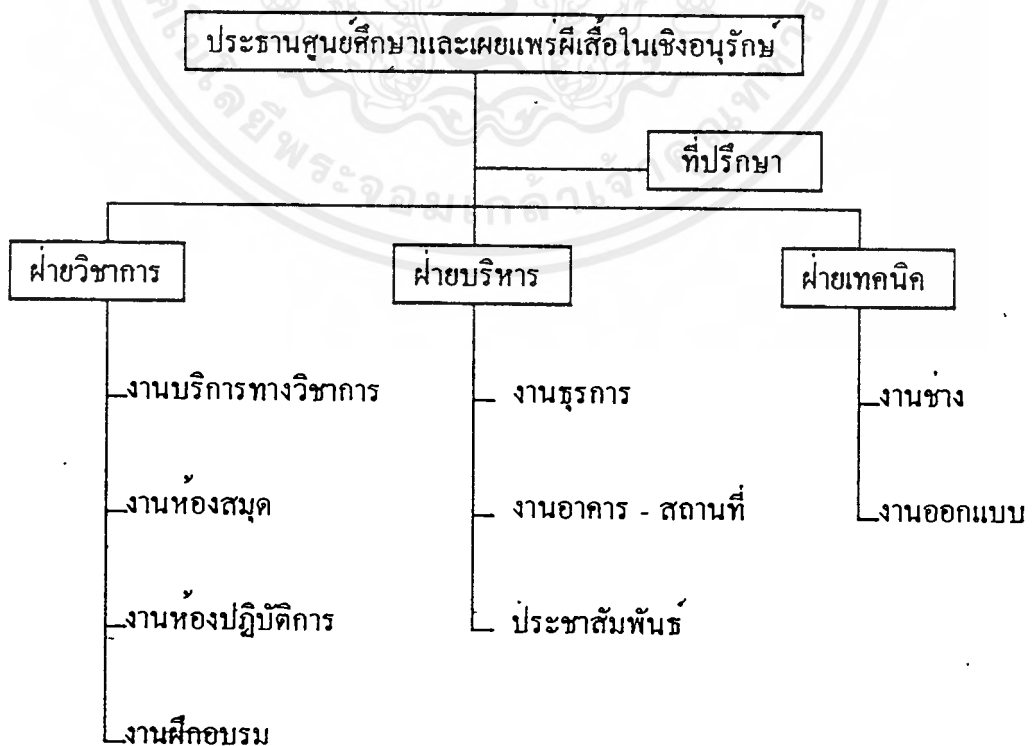 ประธานศูนย์ศึกษาและเผยแพร่ผีเสื้อในเชิงอนุรักษ์
ที่ปรึกษา
ฝ่ายวิชาการ
ฝ่ายบริหาร
ฝ่ายเทคนิค
งานบริการทางวิชาการ
งานธุรการ
งานช่าง
งานห้องสมุด
งานอาคาร - สถานที่
งานออกแบบ
งานห้องปฏิบัติการ
ประชาสัมพันธ์
งานฝึกอบรม